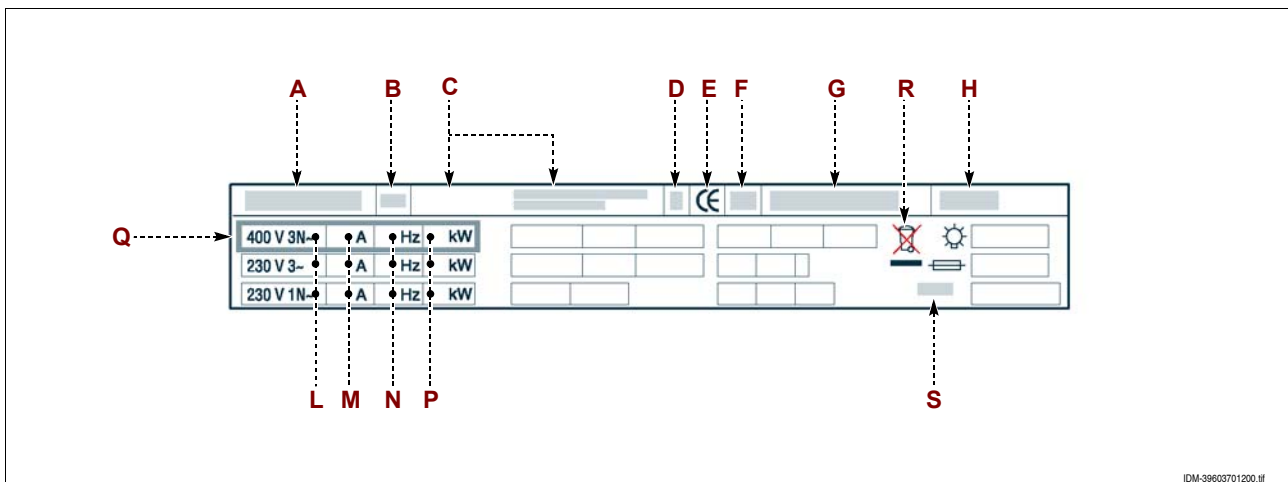 A B C D E F G R H
CE
Q
400 V 3N~ A Hz kW
230 V 3~ A Hz kW
230 V 1N~ A Hz kW
L M N P S
IDM-39603701200.tif